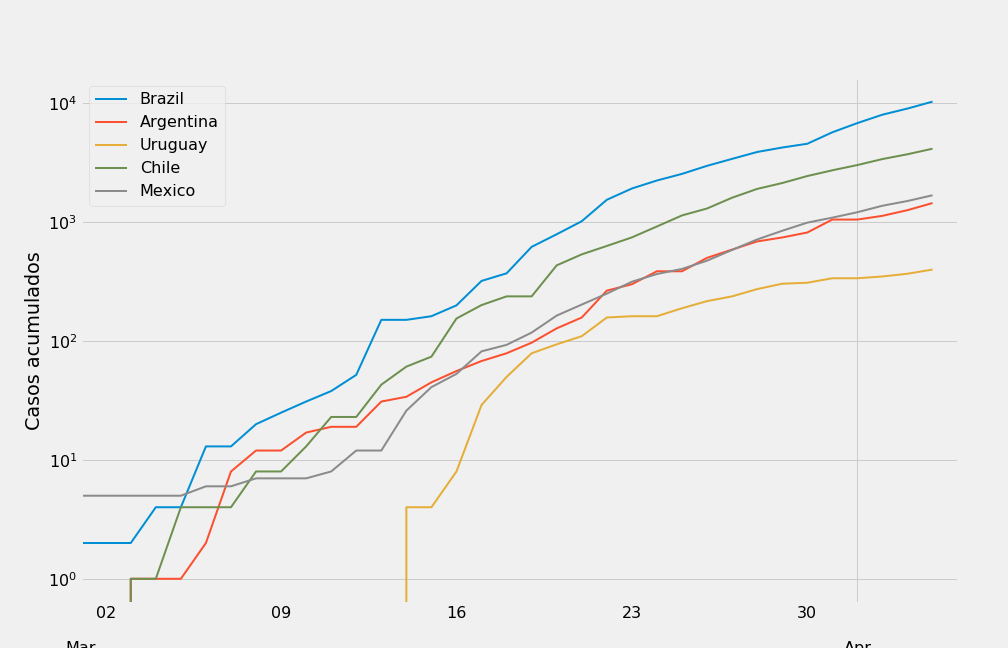 Brazil
Argentina
Uruguay
Chile
Mexico
Casos acumulados
10⁴
10³
10²
10¹
10⁰
02 09 16 23 30
Mar Apr